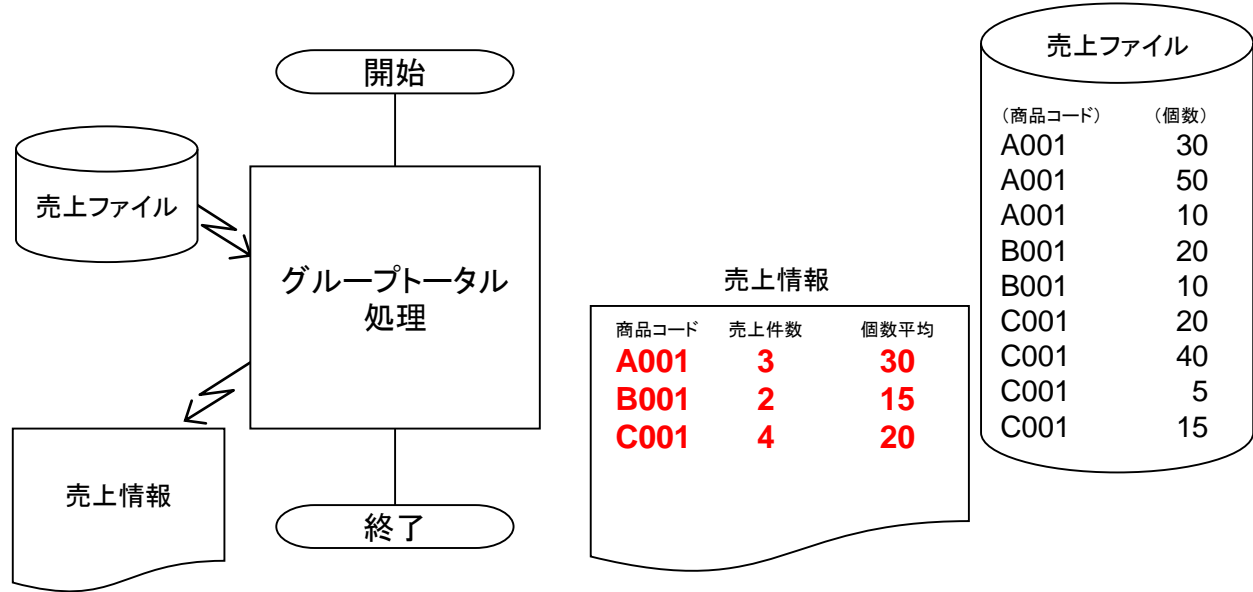 開始
売上ファイル
グループトータル
処理
売上情報
終了
売上情報
商品コード 売上件数 個数平均
A001 3 30
B001 2 15
C001 4 20
売上ファイル
（商品コード） （個数）
A001 30
A001 50
A001 10
B001 20
B001 10
C001 20
C001 40
C001 5
C001 15